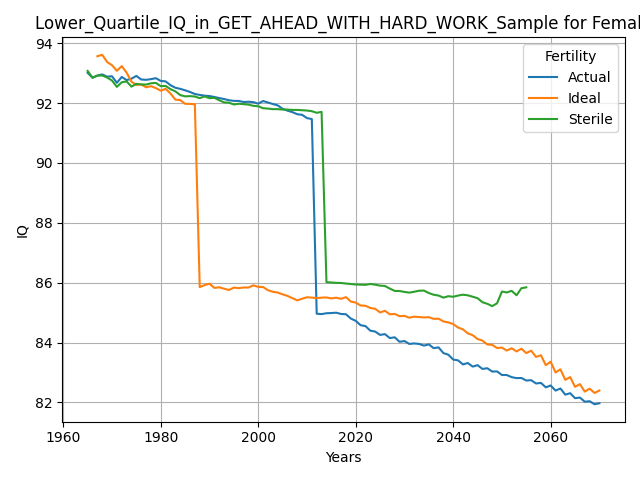 Lower_Quartile_IQ_in_GET_AHEAD_WITH_HARD_WORK_Sample for Femal
94
92
90
88
86
84
82
IQ
1960
1980
2000
2020
2040
2060
Years
Fertility
Actual
Ideal
Sterile